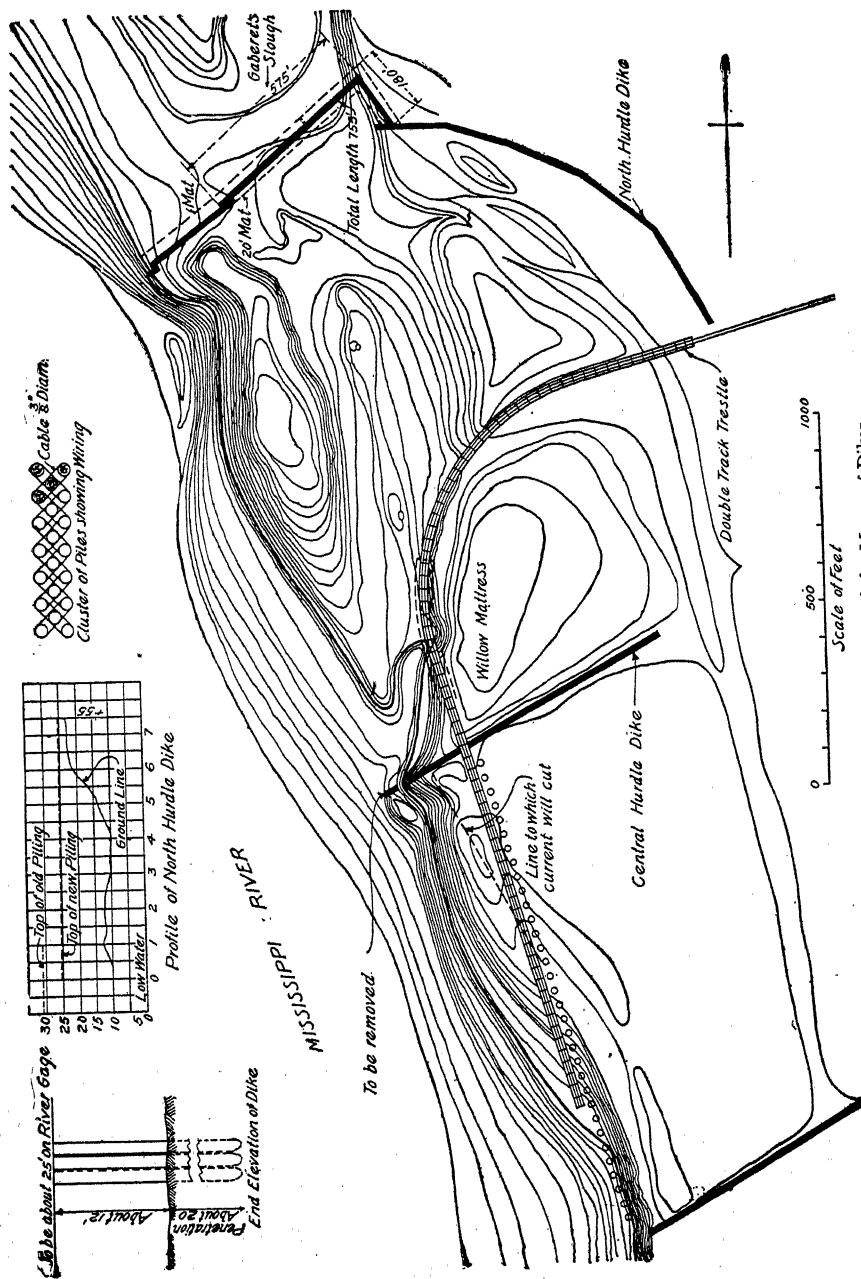 To be about 25' on River Gage
About 12'
Penetration
About 20'
End Elevation of Dike
30
25
20
15
10
5
0
Top of old Piling
Top of new Piling
+55
Ground Line
Low Water
0 1 2 3 4 5 6 7
Profile of North Hurdle Dike
Cable 3/8" Diam.
Cluster of Piles showing Wiring
MISSISSIPPI RIVER
To be removed
Line to which
current will cut
Central Hurdle Dike
Willow Mattress
Double Track Trestle
North Hurdle Dike
Mat
20' Mat
Total Length 755'
180'
575'
Gaberets
Slough
0 500 1000
Scale of Feet